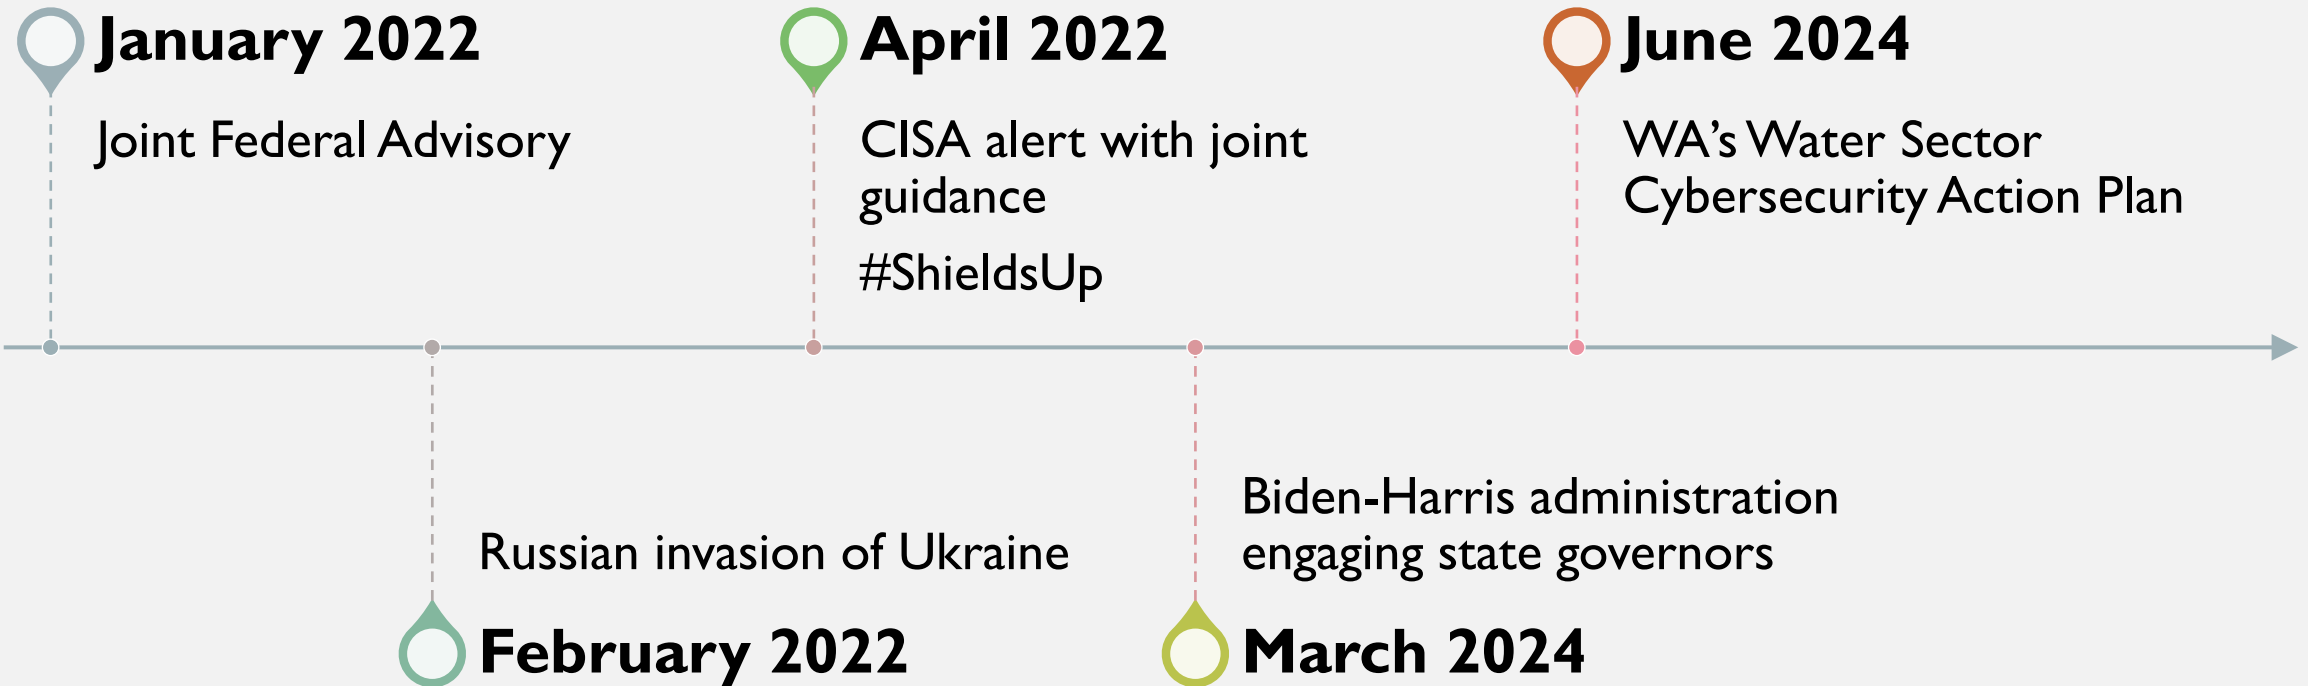 January 2022
Joint Federal Advisory
April 2022
CISA alert with joint
guidance
#ShieldsUp
June 2024
WA's Water Sector
Cybersecurity Action Plan
Russian invasion of Ukraine
February 2022
Biden-Harris administration
engaging state governors
March 2024